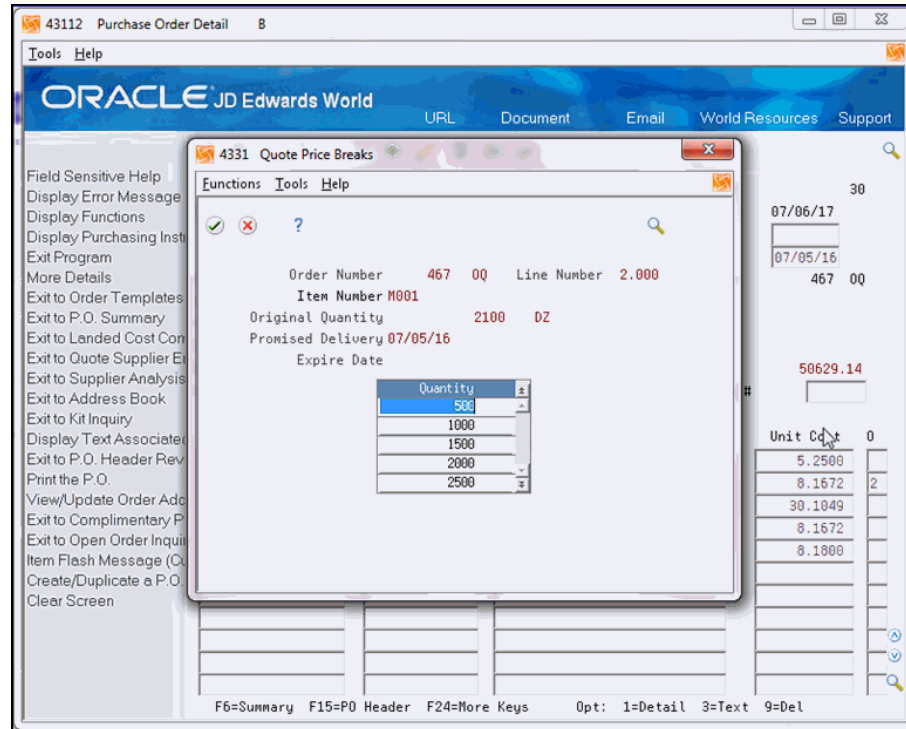 43112 Purchase Order Detail B
Tools Help
ORACLE JD Edwards World
URL Document Email World Resources Support
4331 Quote Price Breaks
Functions Tools Help
?
Order Number 467 OQ Line Number 2.000
Item Number M001
Original Quantity 2100 DZ
Promised Delivery 07/05/16
Expire Date
Quantity
500
1000
1500
2000
2500
Field Sensitive Help
Display Error Message
Display Functions
Display Purchasing Inst
Exit Program
More Details
Exit to Order Templates
Exit to P.O. Summary
Exit to Landed Cost Com
Exit to Quote Supplier E
Exit to Supplier Analysis
Exit to Address Book
Exit to Kit Inquiry
Display Text Associate
Exit to P.O. Header Rev
Print the P.O.
View/Update Order Add
Exit to Complimentary P
Exit to Open Order Inqui
Item Flash Message (Cu
Create/Duplicate a P.O.
Clear Screen
30
07/06/17
07/05/16
467 OQ
50629.14
#
Unit Cost O
5.2500
8.1672 2
30.1049
8.1672
8.1800
F6=Summary F15=PO Header F24=More Keys Opt: 1=Detail 3=Text 9=Del